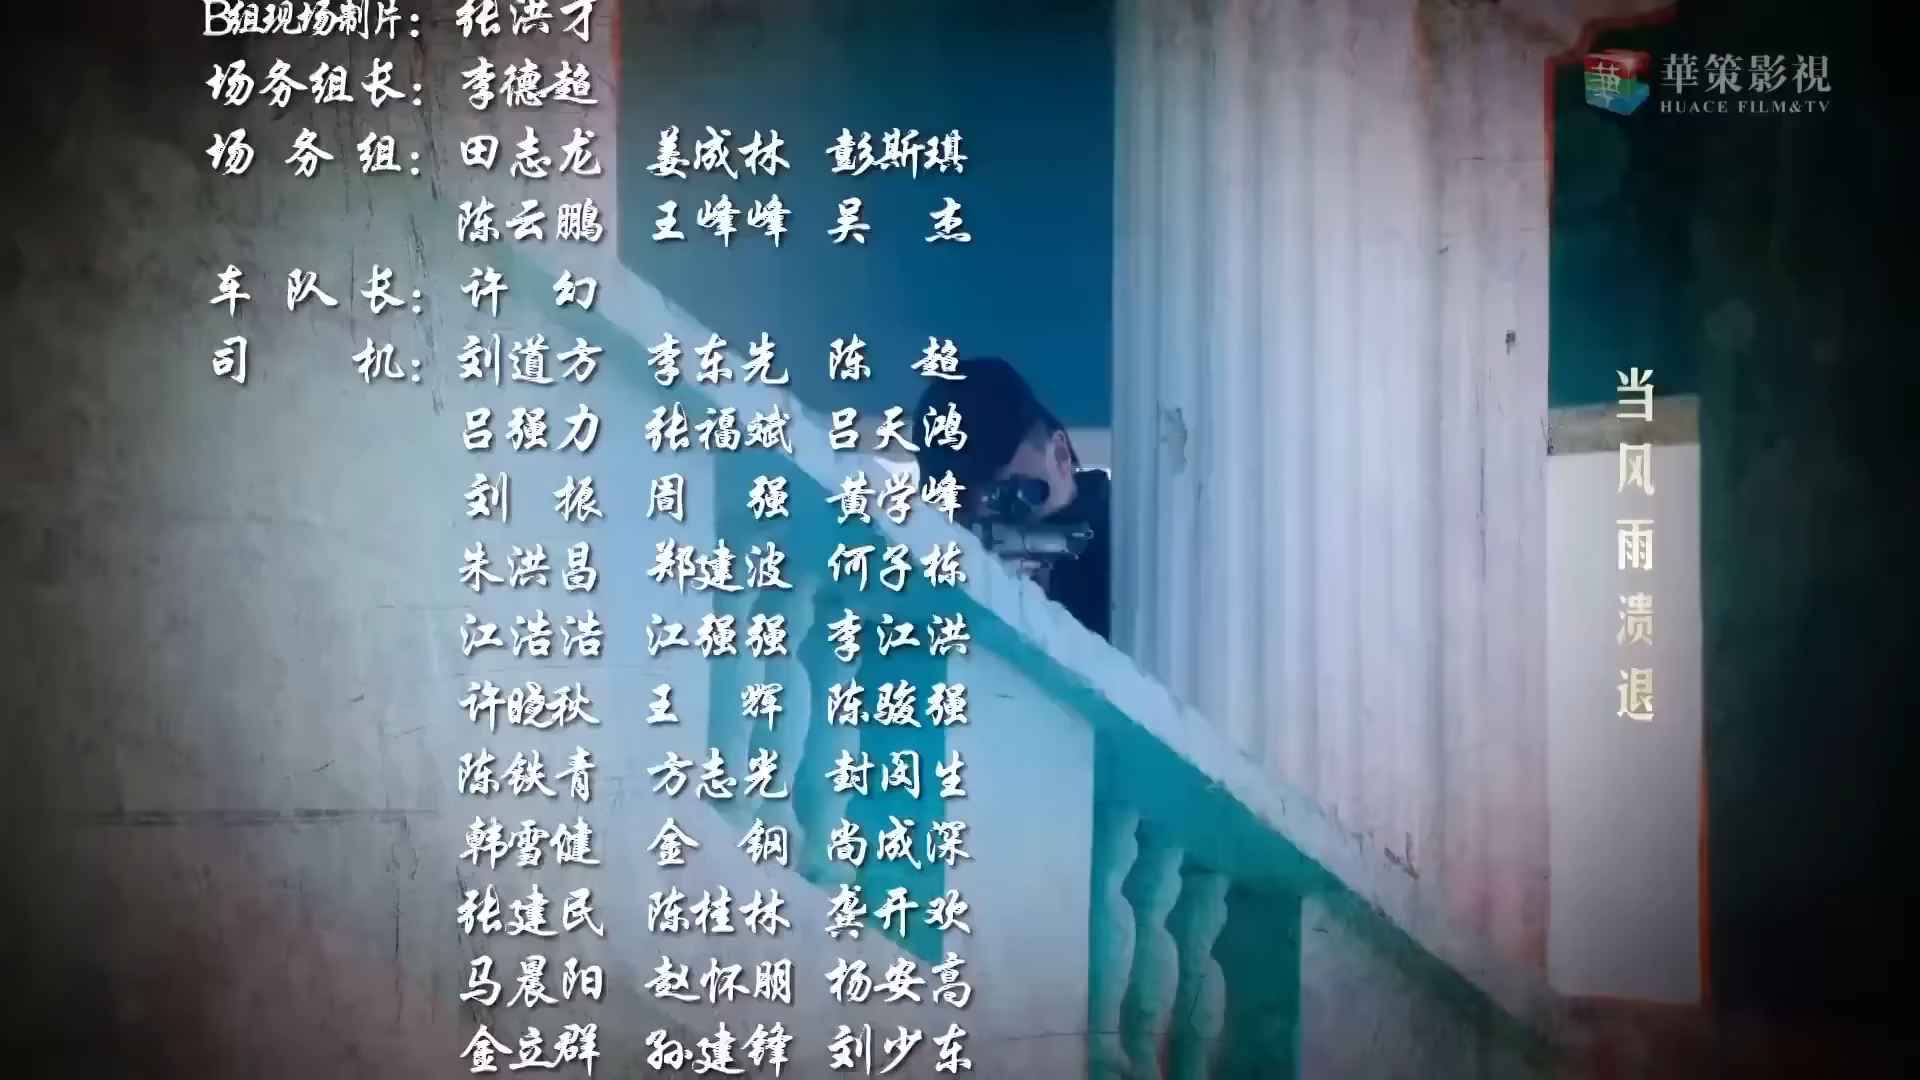 B组现场制片：张洪才
場务组长：李德超
场务组：田志龙 姜成林 彭斯琪
陈云鹏 王峰峰 吴杰
车队长：许幻
司机：刘道方 李东先 陈超
吕强力 张福斌 吕天鸿
刘振 周强 黄学峰
朱洪昌 郑建波 何子栋
江浩浩 江强强 李江洪
许晓秋 王辉 陈骏强
陈铁青 方志光 封闵生
韩雪健 金钢 尚成深
张建民 陈桂林 龚开欢
马晨阳 赵怀朋 杨安高
金立群 孙建锋 刘少东
華策影視
HUACE FILM&TV
当风雨溃退